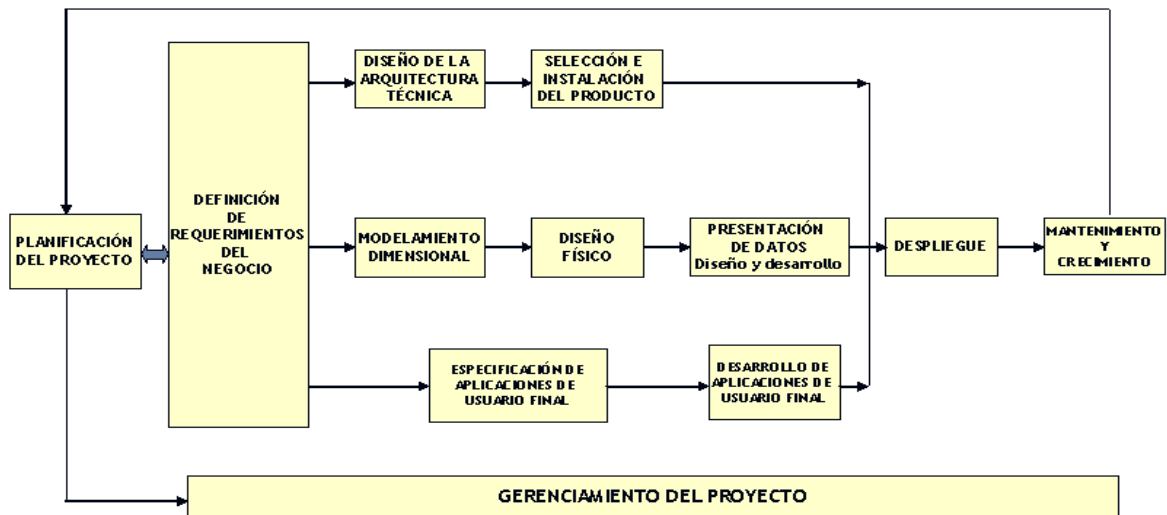 DISEÑO DE LA
ARQUITECTURA
TÉCNICA
SELECCIÓN E
INSTALACIÓN
DEL PRODUCTO
PLANIFICACIÓN
DEL PROYECTO
DEFINICIÓN
DE
REQUERIMIENTOS
DEL
NEGOCIO
MODELAMIENTO
DIMENSIONAL
DISEÑO
FÍSICO
PRESENTACIÓN
DE DATOS
Diseño y desarrollo
DESPLIEGUE
MANTENIMIENTO
Y
CRECIMIENTO
ESPECIFICACIÓN DE
APLICACIONES DE
USUARIO FINAL
DESARROLLO DE
APLICACIONES DE
USUARIO FINAL
GERENCIAMIENTO DEL PROYECTO